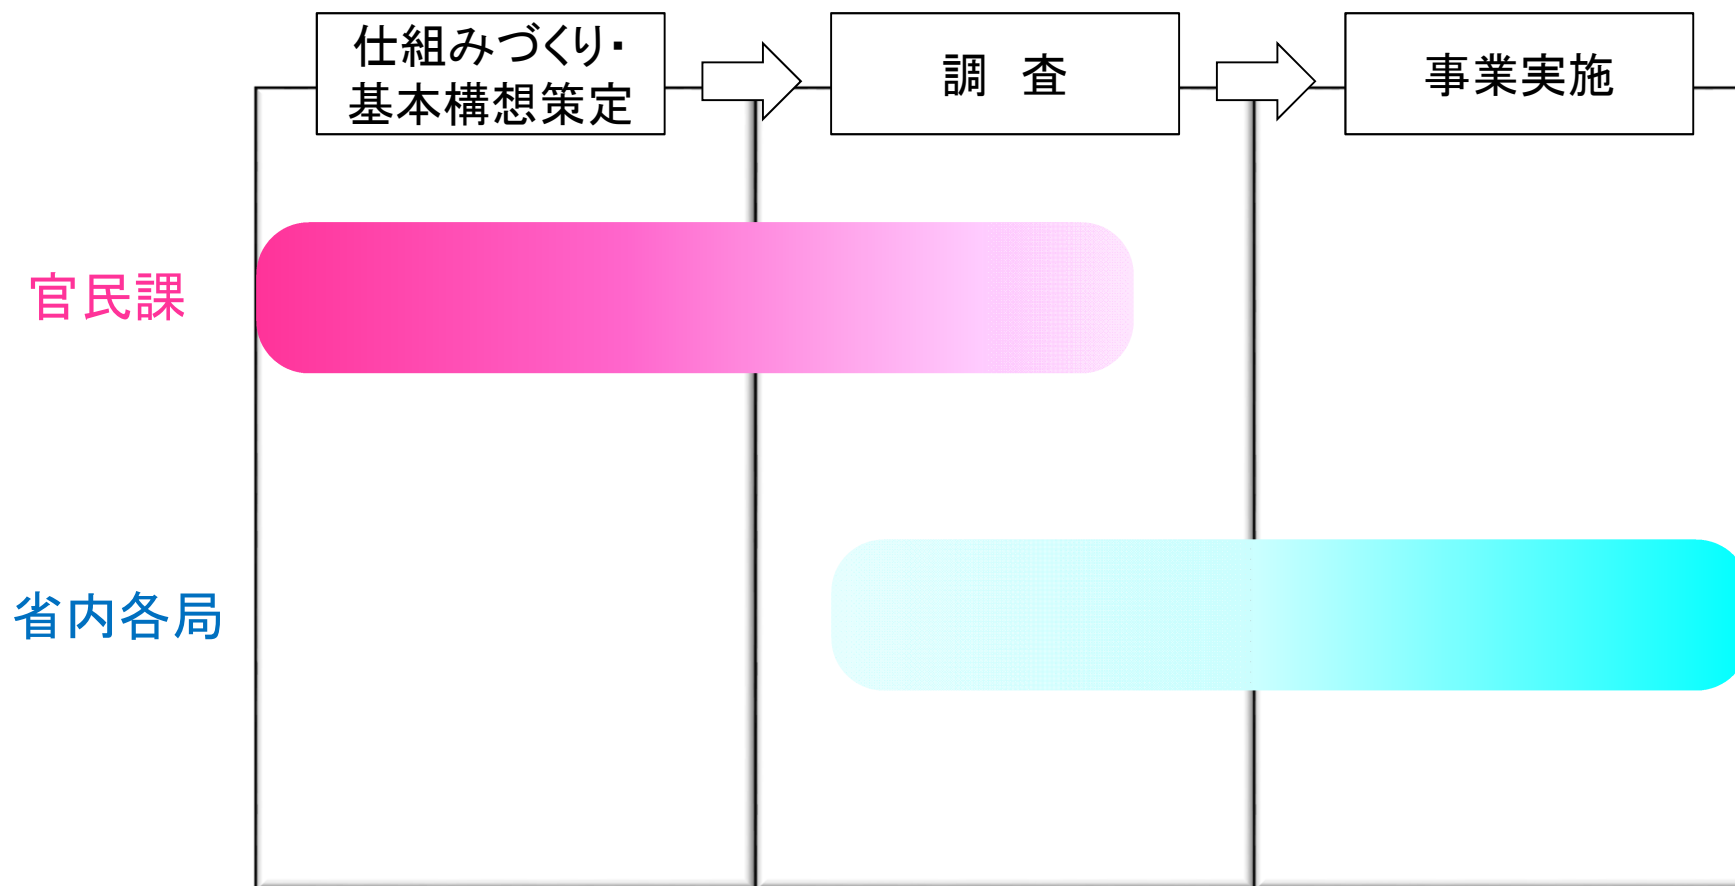 仕組みづくり・
基本構想策定
調　査
事業実施
官民課
省内各局